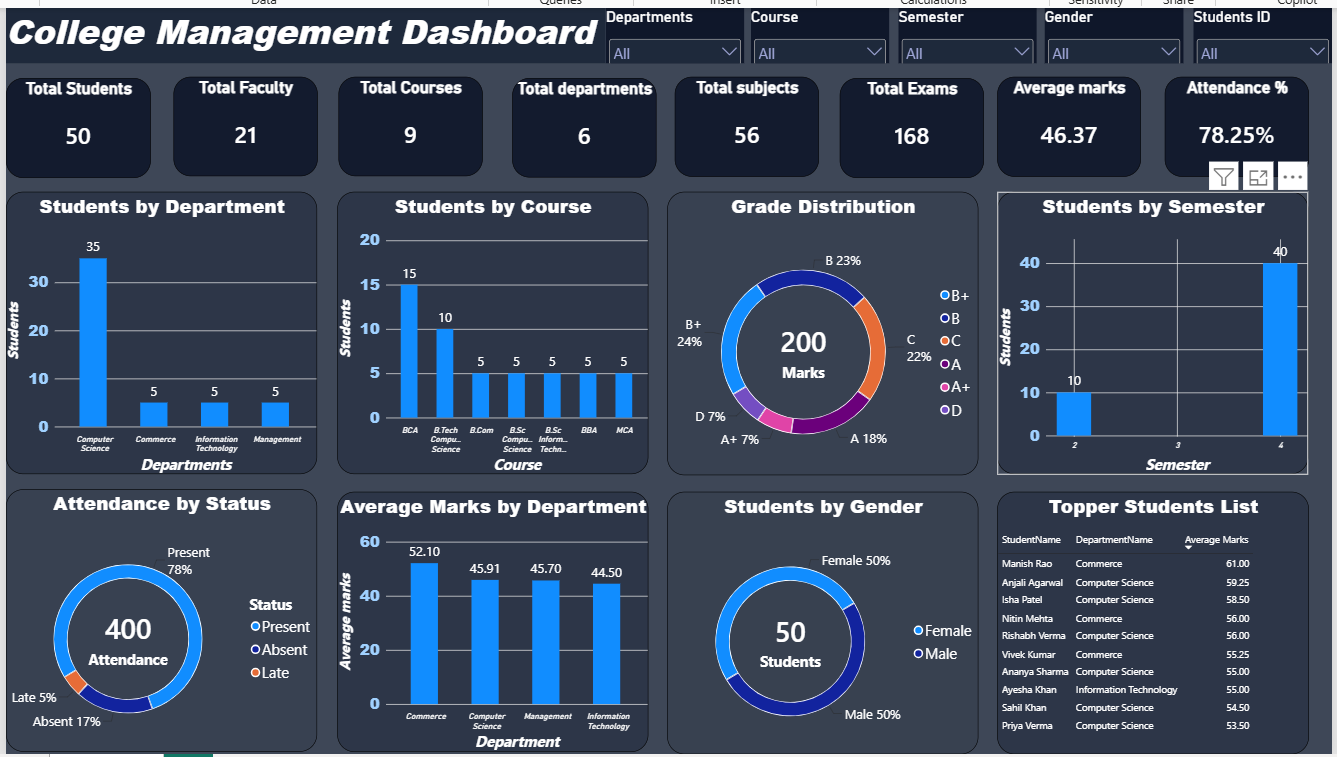 Data Queries Insert Calculations Sensitivity Share Copilot
College Management Dashboard
Departments Course Semester Gender Students ID
All All All All All
Total Students Total Faculty Total Courses Total departments Total subjects Total Exams Average marks Attendance %
50 21 9 6 56 168 46.37 78.25%
Students by Department
Students
30
20
10
0
35
5
5
5
Computer Science
Commerce
Information Technology
Management
Departments
Students by Course
Students
20
15
10
5
0
15
10
5
5
5
5
5
BCA
B.Tech Compu... Science
B.Com
B.Sc Compu... Science
B.Sc Inform... Techn...
BBA
MCA
Course
Grade Distribution
B 23%
B+
24%
C
22%
D 7%
A+ 7%
A 18%
200
Marks
B+
B
C
A
A+
D
Students by Semester
Students
40
30
20
10
0
10
40
2
3
4
Semester
Attendance by Status
Present
78%
400
Attendance
Late 5%
Absent 17%
Status
Present
Absent
Late
Average Marks by Department
Average marks
60
40
20
0
52.10
45.91
45.70
44.50
Commerce
Computer Science
Management
Information Technology
Department
Students by Gender
Female 50%
50
Students
Male 50%
Female
Male
Topper Students List
StudentName DepartmentName Average Marks
Manish Rao Commerce 61.00
Anjali Agarwal Computer Science 59.25
Isha Patel Computer Science 58.50
Nitin Mehta Commerce 56.00
Rishabh Verma Computer Science 56.00
Vivek Kumar Commerce 55.25
Ananya Sharma Computer Science 55.00
Ayesha Khan Information Technology 55.00
Sahil Khan Computer Science 54.50
Priya Verma Computer Science 53.50